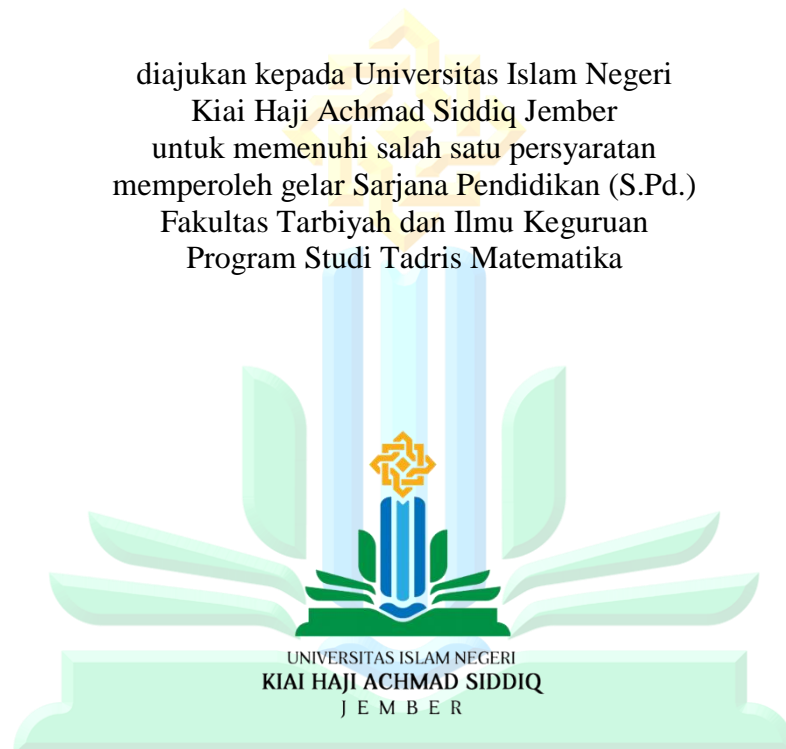 diajukan kepada Universitas Islam Negeri
Kiai Haji Achmad Siddiq Jember
untuk memenuhi salah satu persyaratan
memperoleh gelar Sarjana Pendidikan (S.Pd.)
Fakultas Tarbiyah dan Ilmu Keguruan
Program Studi Tadris Matematika
UNIVERSITAS ISLAM NEGERI
KIAI HAJI ACHMAD SIDDIQ
JEMBER